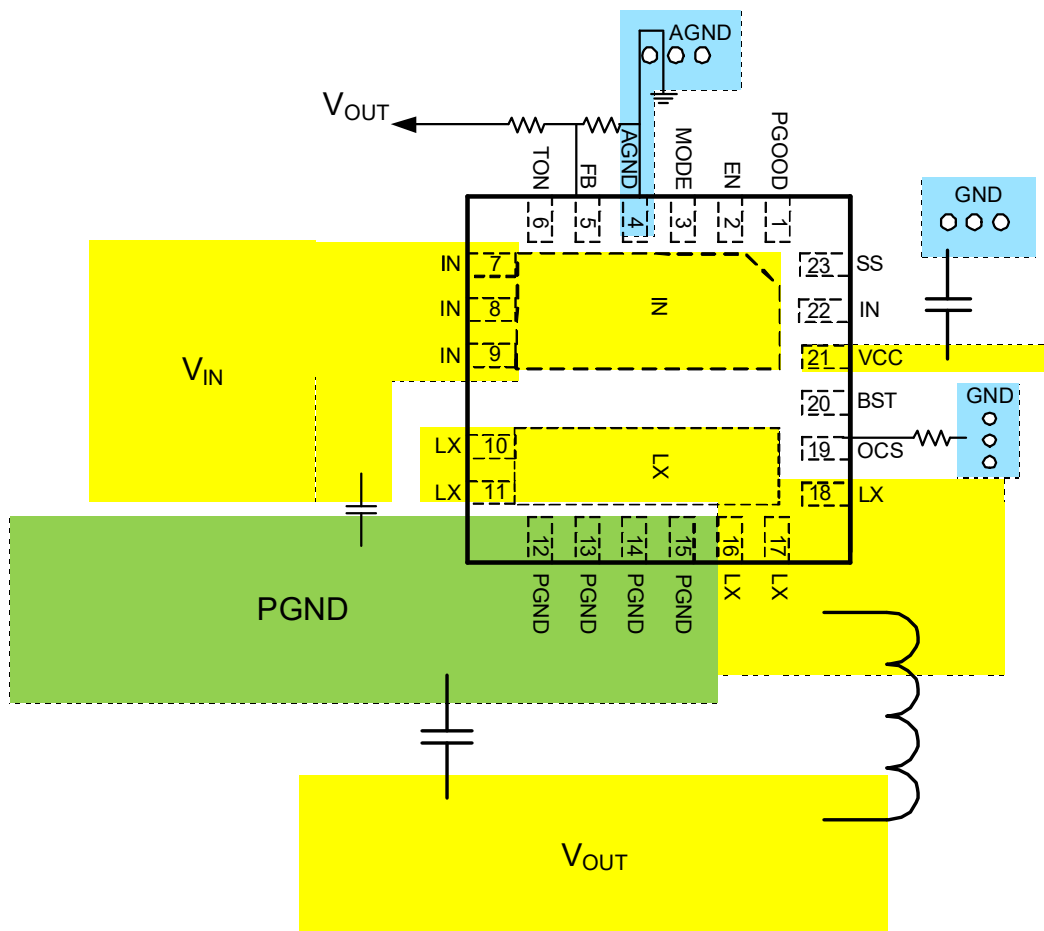 AGND
VOUT
TON
FB
AGND
MODE
EN
PGOOD
6
5
4
3
2
1
GND
IN 7
23 SS
IN 8
IN
22 IN
IN 9
21 VCC
VIN
20 BST
GND
LX 10
LX
19 OCS
LX 11
18 LX
12
13
14
15
16
17
PGND
PGND
PGND
PGND
LX
LX
PGND
VOUT